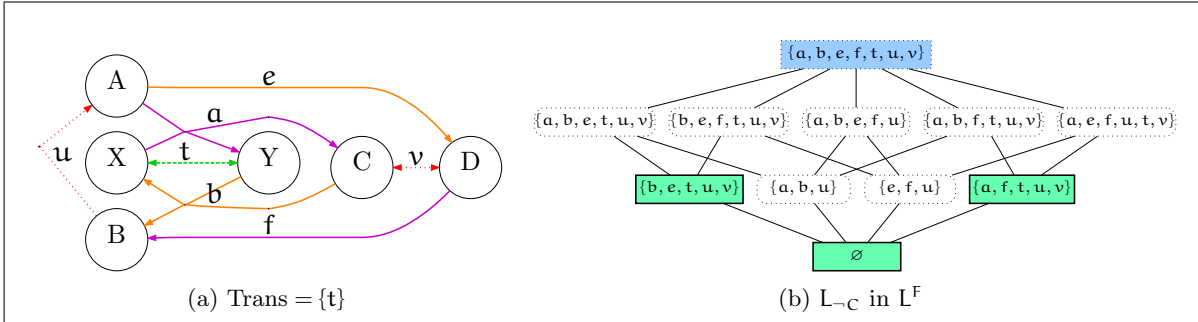 A e
a
X t Y C v D
u
b
B f
(a) Trans = {t}
{a, b, e, f, t, u, v}
{a, b, e, t, u, v} {b, e, f, t, u, v} {a, b, e, f, u} {a, b, f, t, u, v} {a, e, f, u, t, v}
{b, e, t, u, v} {a, b, u} {e, f, u} {a, f, t, u, v}
∅
(b) L¬C in Lᶠ